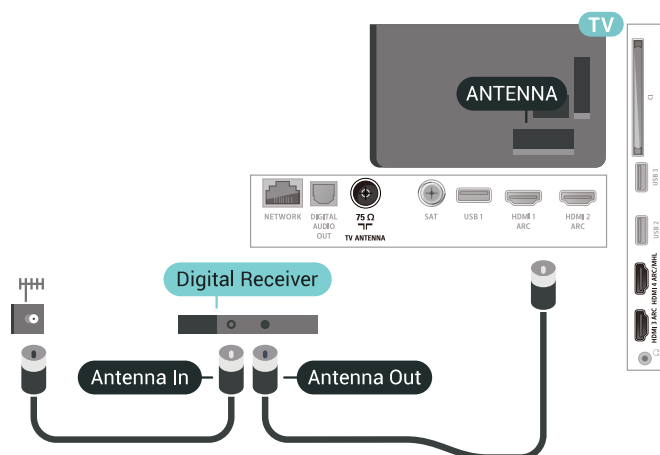 TV
ANTENNA
CI
USB 3
USB 2
HDMI 4 ARC/MHL
HDMI 3 ARC
NETWORK
DIGITAL
AUDIO
OUT
75 Ω
TV ANTENNA
SAT
USB 1
HDMI 1
ARC
HDMI 2
ARC
Digital Receiver
Antenna In
Antenna Out